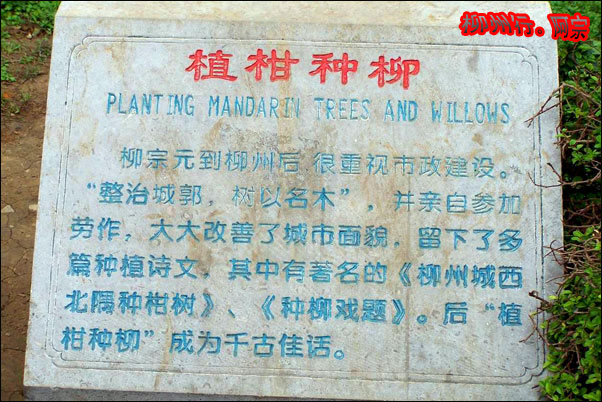 柳州行。阿宗
植柑种柳
PLANTING MANDARIN TREES AND WILLOWS
柳宗元到柳州后，很重视市政建设。
“整治城郭，树以名木”，并亲自参加
劳作，大大改善了城市面貌，留下了多
篇种植诗文，其中有著名的《柳州城西
北隅种柑树》、《种柳戏题》。后“植
柑种柳”成为千古佳话。